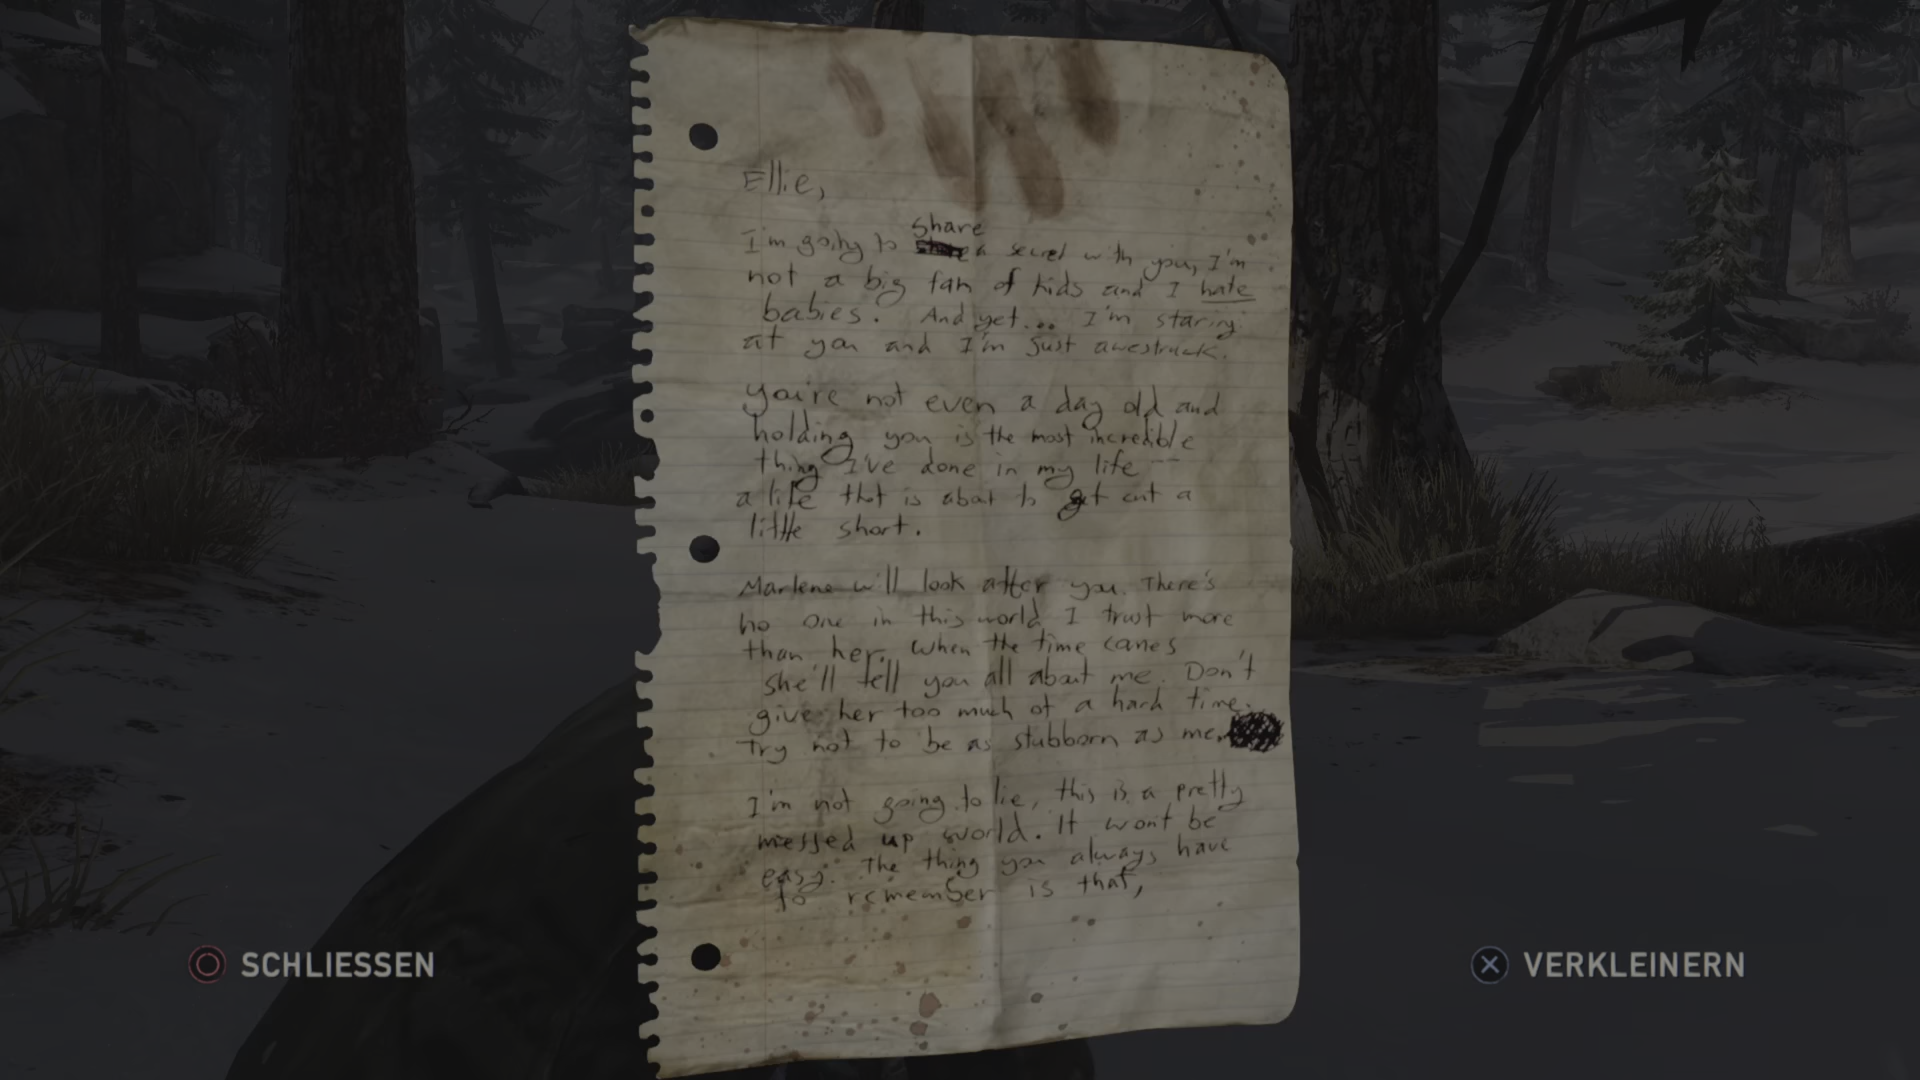 Ellie,
share
I'm going to a secret with you, I'm
not a big fan of kids and I hate
babies. And yet... I'm staring
at you and I'm just awestruck.
You're not even a day old and
holding you is the most incredible
thing I've done in my life --
a life that is about to get cut a
little short.
Marlene will look after you. There's
no one in this world I trust more
than her. When the time comes
she'll tell you all about me. Don't
give her too much of a hard time.
Try not to be as stubborn as me.
I'm not going to lie, this is a pretty
messed up world. It won't be
easy. The thing you always have
to remember is that,
SCHLIESSEN
VERKLEINERN